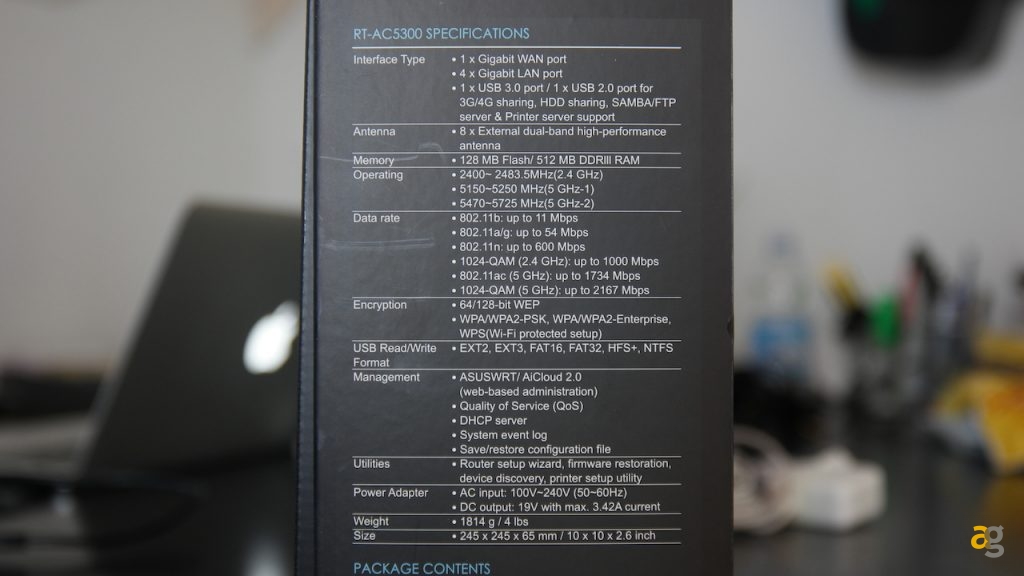 RT-AC5300 SPECIFICATIONS
Interface Type • 1 x Gigabit WAN port
• 4 x Gigabit LAN port
• 1 x USB 3.0 port / 1 x USB 2.0 port for
3G/4G sharing, HDD sharing, SAMBA/FTP
server & Printer server support
Antenna • 8 x External dual-band high-performance
antenna
Memory • 128 MB Flash/ 512 MB DDRIII RAM
Operating • 2400~ 2483.5MHz(2.4 GHz)
• 5150~5250 MHz(5 GHz-1)
• 5470~5725 MHz(5 GHz-2)
Data rate • 802.11b: up to 11 Mbps
• 802.11a/g: up to 54 Mbps
• 802.11n: up to 600 Mbps
• 1024-QAM (2.4 GHz): up to 1000 Mbps
• 802.11ac (5 GHz): up to 1734 Mbps
• 1024-QAM (5 GHz): up to 2167 Mbps
Encryption • 64/128-bit WEP
• WPA/WPA2-PSK, WPA/WPA2-Enterprise,
WPS(Wi-Fi protected setup)
USB Read/Write • EXT2, EXT3, FAT16, FAT32, HFS+, NTFS
Format
Management • ASUSWRT/ AiCloud 2.0
(web-based administration)
• Quality of Service (QoS)
• DHCP server
• System event log
• Save/restore configuration file
Utilities • Router setup wizard, firmware restoration,
device discovery, printer setup utility
Power Adapter • AC input: 100V~240V (50~60Hz)
• DC output: 19V with max. 3.42A current
Weight • 1814 g / 4 lbs
Size • 245 x 245 x 65 mm / 10 x 10 x 2.6 inch
PACKAGE CONTENTS
ag